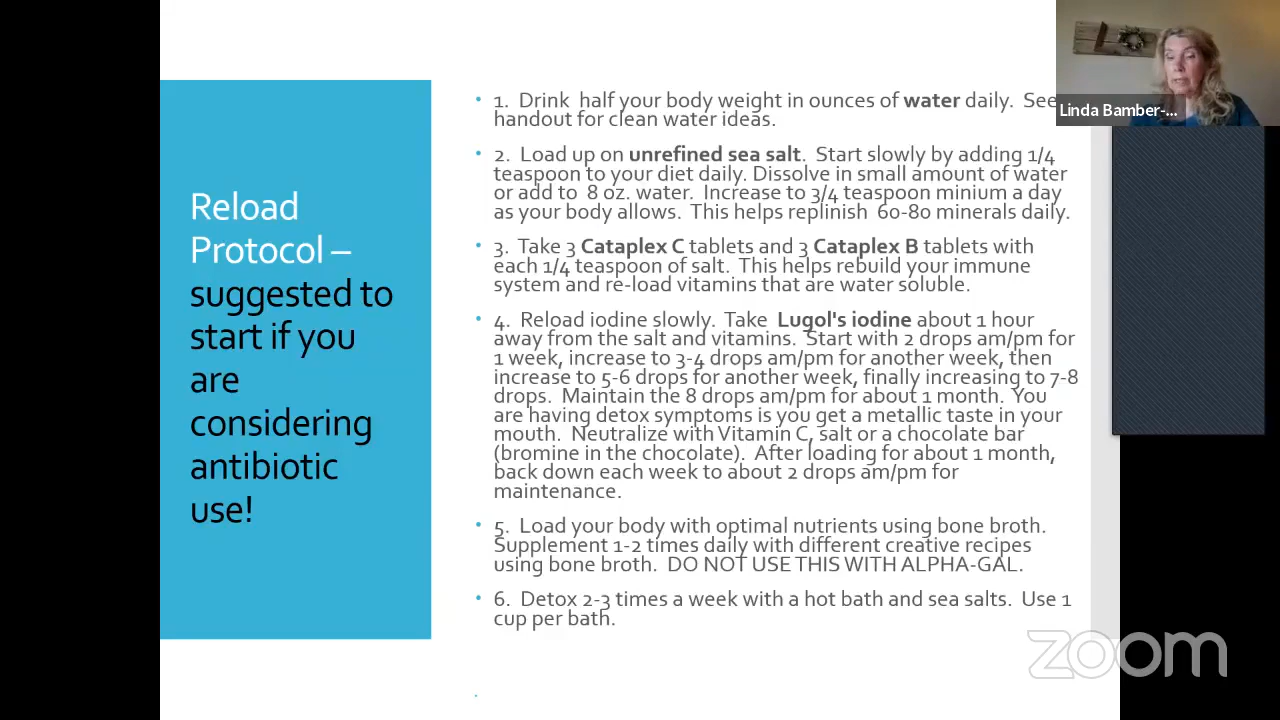 Reload
Protocol –
suggested to
start if you
are
considering
antibiotic
use!
• 1. Drink half your body weight in ounces of water daily. See
handout for clean water ideas.
• 2. Load up on unrefined sea salt. Start slowly by adding 1/4
teaspoon to your diet daily. Dissolve in small amount of water
or add to 8 oz. water. Increase to 3/4 teaspoon minium a day
as your body allows. This helps replinish 60-80 minerals daily.
• 3. Take 3 Cataplex C tablets and 3 Cataplex B tablets with
each 1/4 teaspoon of salt. This helps rebuild your immune
system and re-load vitamins that are water soluble.
• 4. Reload iodine slowly. Take Lugol's iodine about 1 hour
away from the salt and vitamins. Start with 2 drops am/pm for
1 week, increase to 3-4 drops am/pm for another week, then
increase to 5-6 drops for another week, finally increasing to 7-8
drops. Maintain the 8 drops am/pm for about 1 month. You
are having detox symptoms is you get a metallic taste in your
mouth. Neutralize with Vitamin C, salt or a chocolate bar
(bromine in the chocolate). After loading for about 1 month,
back down each week to about 2 drops am/pm for
maintenance.
• 5. Load your body with optimal nutrients using bone broth.
Supplement 1-2 times daily with different creative recipes
using bone broth. DO NOT USE THIS WITH ALPHA-GAL.
• 6. Detox 2-3 times a week with a hot bath and sea salts. Use 1
cup per bath.
Linda Bamber-...
zoom